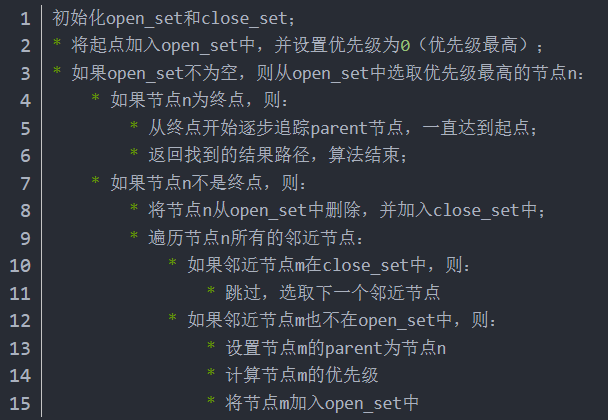 1 初始化open_set和close_set；
2 * 将起点加入open_set中，并设置优先级为0（优先级最高）；
3 * 如果open_set不为空，则从open_set中选取优先级最高的节点n：
4 * 如果节点n为终点，则：
5 * 从终点开始逐步追踪parent节点，一直达到起点；
6 * 返回找到的结果路径，算法结束；
7 * 如果节点n不是终点，则：
8 * 将节点n从open_set中删除，并加入close_set中；
9 * 遍历节点n所有的邻近节点：
10 * 如果邻近节点m在close_set中，则：
11 * 跳过，选取下一个邻近节点
12 * 如果邻近节点m也不在open_set中，则：
13 * 设置节点m的parent为节点n
14 * 计算节点m的优先级
15 * 将节点m加入open_set中